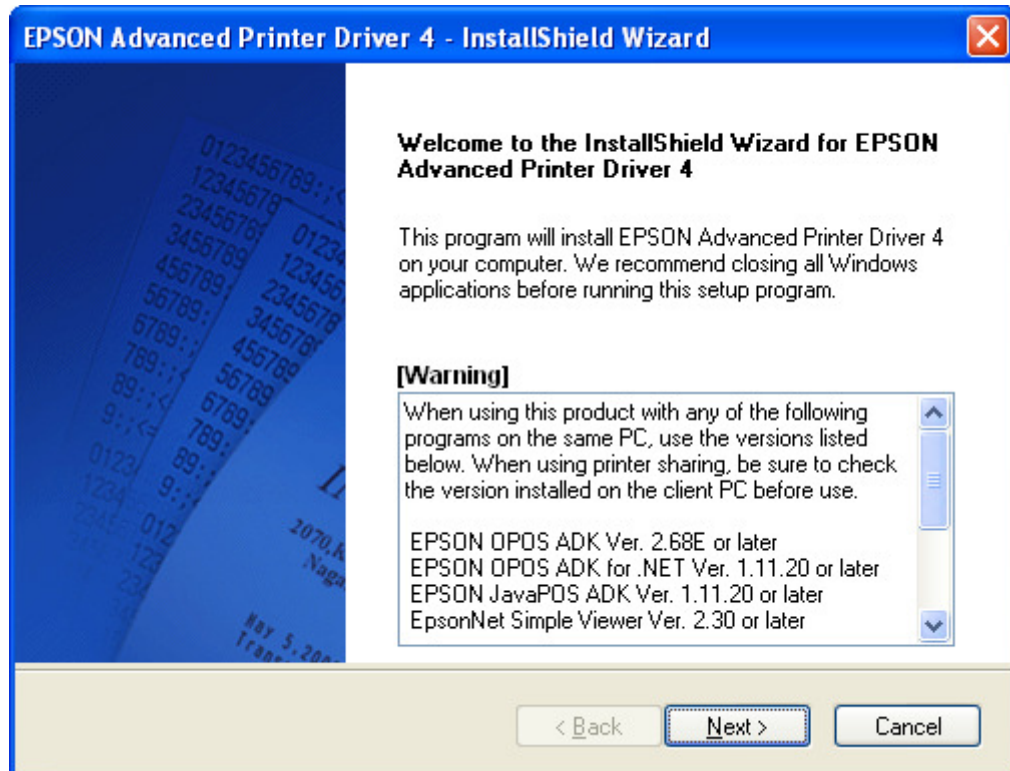 EPSON Advanced Printer Driver 4 - InstallShield Wizard
Welcome to the InstallShield Wizard for EPSON
Advanced Printer Driver 4
This program will install EPSON Advanced Printer Driver 4
on your computer. We recommend closing all Windows
applications before running this setup program.
[Warning]
When using this product with any of the following
programs on the same PC, use the versions listed
below. When using printer sharing, be sure to check
the version installed on the client PC before use.
EPSON OPOS ADK Ver. 2.68E or later
EPSON OPOS ADK for .NET Ver. 1.11.20 or later
EPSON JavaPOS ADK Ver. 1.11.20 or later
EpsonNet Simple Viewer Ver. 2.30 or later
< Back
Next >
Cancel